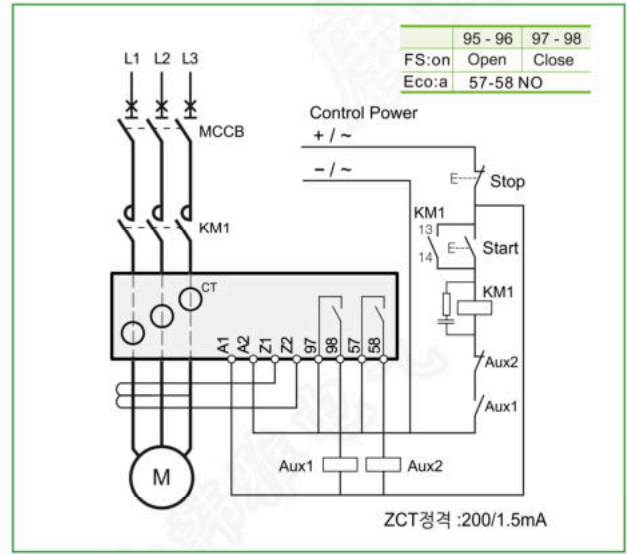 95 - 96 97 - 98
FS:on Open Close
Eco:a 57-58 NO
L1 L2 L3
Control Power
+ / ~
MCCB
− / ~
Stop
KM1
13
KM1
Start
14
CT
KM1
A1 A2 Z1 Z2 97 98 57 58
Aux2
Aux1
Aux1 Aux2
M
ZCT정격 :200/1.5mA